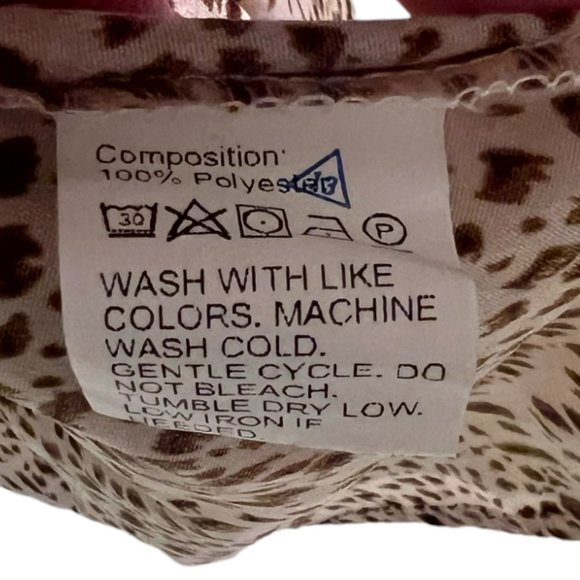 Composition:
100% Polyester
30
P
WASH WITH LIKE
COLORS. MACHINE
WASH COLD.
GENTLE CYCLE. DO
NOT BLEACH.
TUMBLE DRY LOW.
LOW IRON IF
NEEDED.